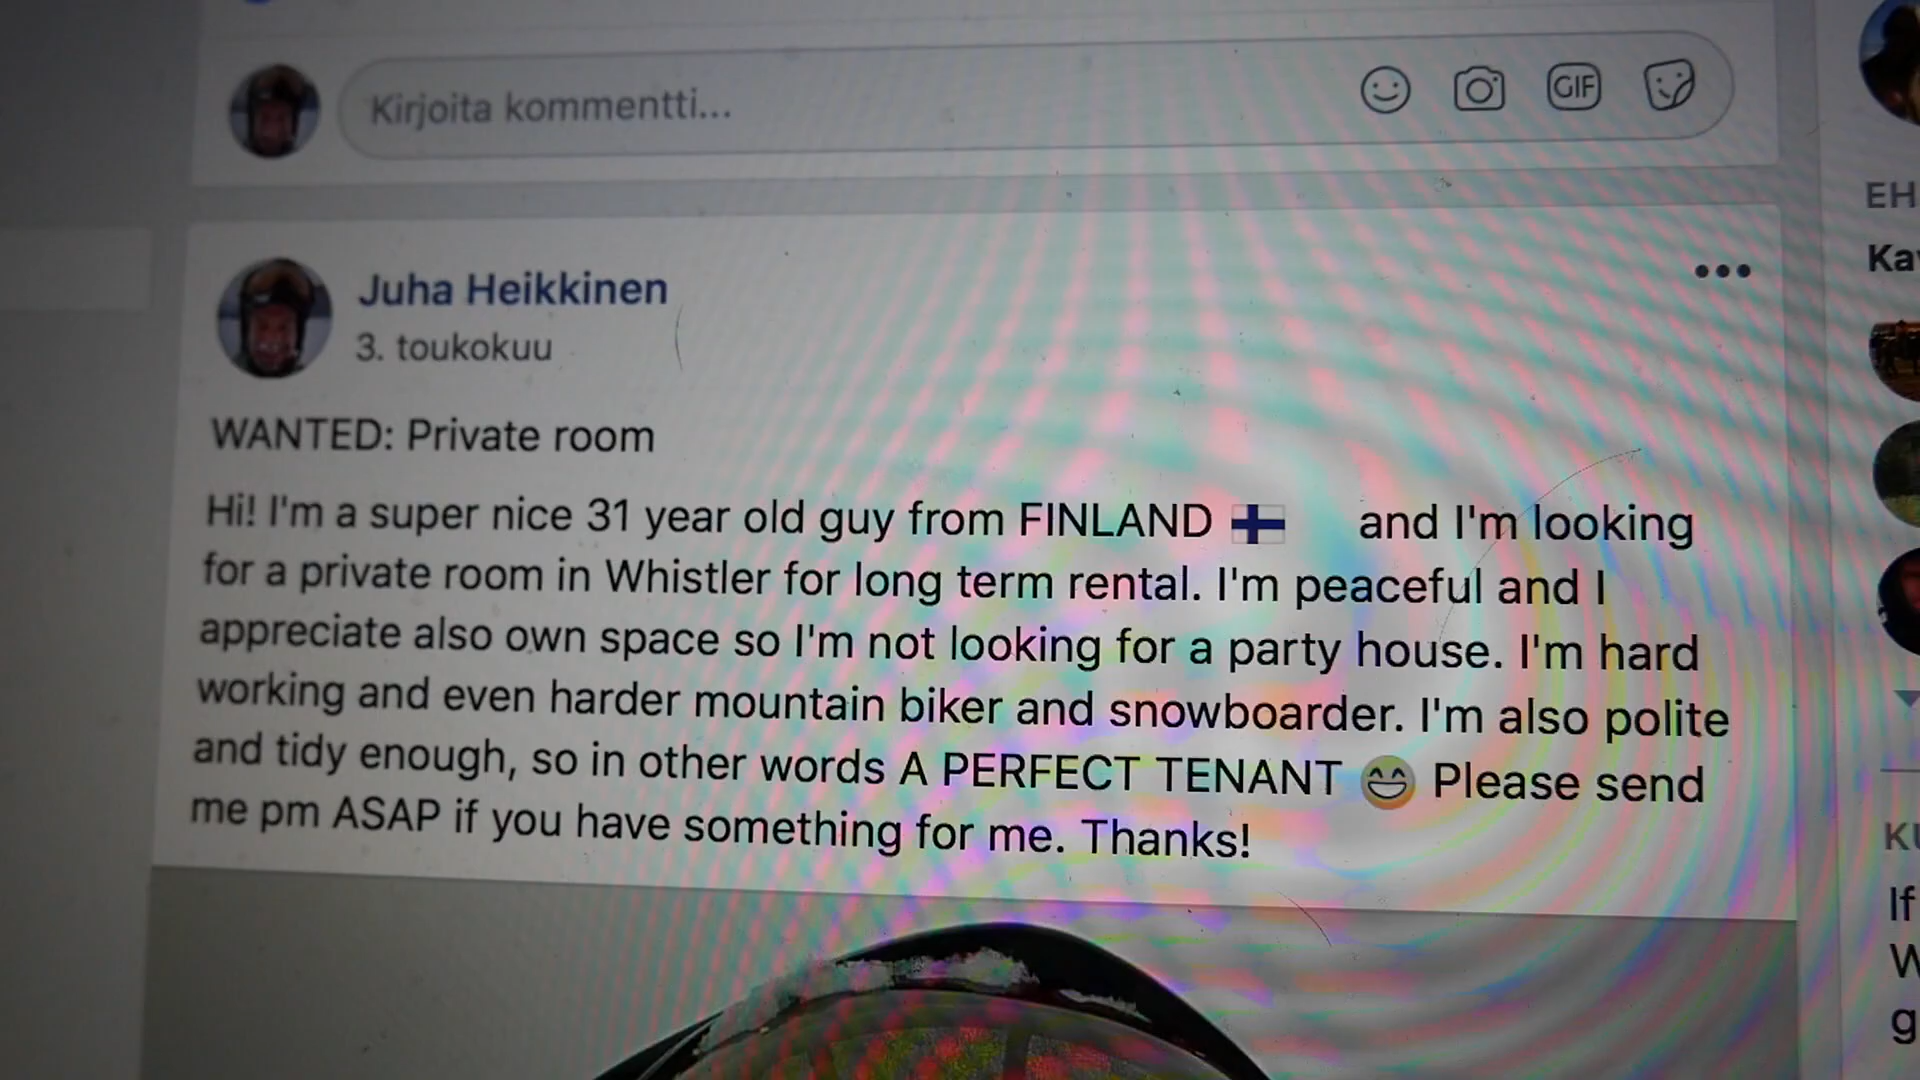 Kirjoita kommentti...
GIF
Juha Heikkinen
3. toukokuu
WANTED: Private room
Hi! I'm a super nice 31 year old guy from FINLAND 🇫🇮 and I'm looking
for a private room in Whistler for long term rental. I'm peaceful and I
appreciate also own space so I'm not looking for a party house. I'm hard
working and even harder mountain biker and snowboarder. I'm also polite
and tidy enough, so in other words A PERFECT TENANT 😄 Please send
me pm ASAP if you have something for me. Thanks!
EH
Ka
KU
If
W
g